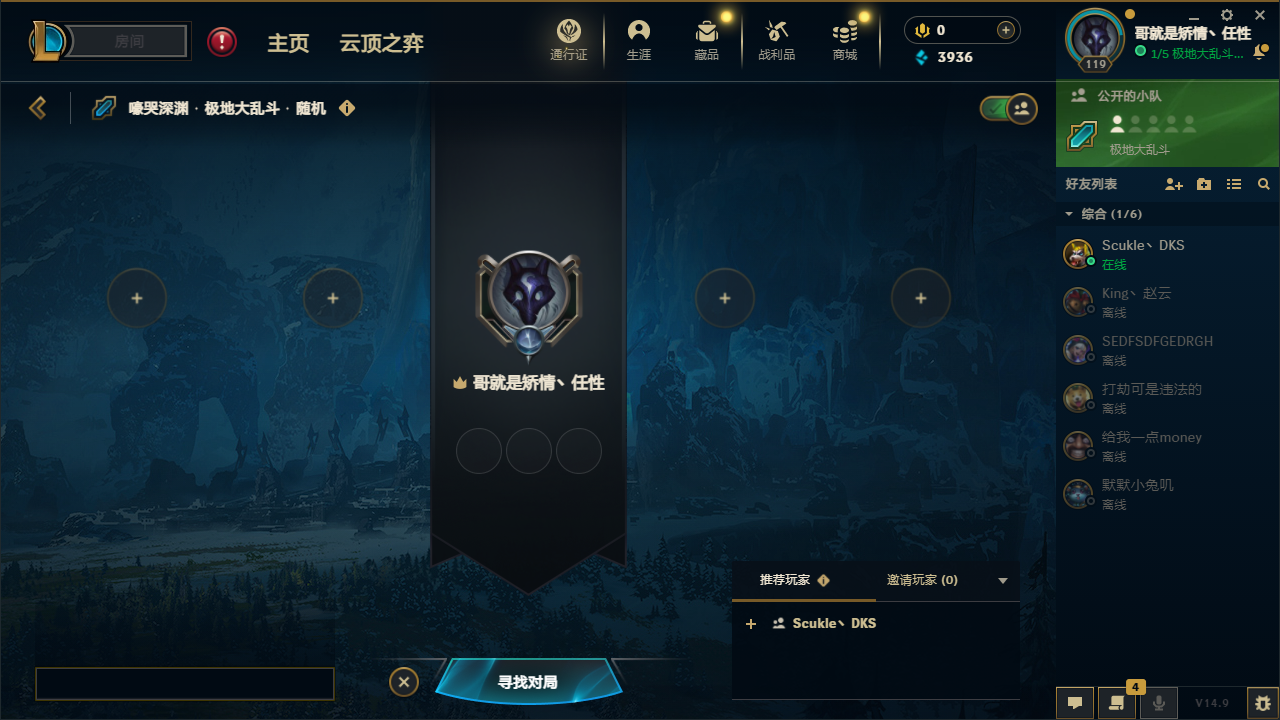 房间
主页
云顶之弈
通行证
生涯
藏品
战利品
商城
0
3936
119
哥就是矫情丶任性
1/5 极地大乱斗...
嚎哭深渊 · 极地大乱斗 · 随机
公开的小队
极地大乱斗
好友列表
综合 (1/6)
Scukle丶DKS
在线
King丶赵云
离线
SEDFSDFGEDRGH
离线
打劫可是违法的
离线
给我一点money
离线
默默小兔叽
离线
哥就是矫情丶任性
推荐玩家
邀请玩家 (0)
Scukle丶DKS
寻找对局
4
V14.9